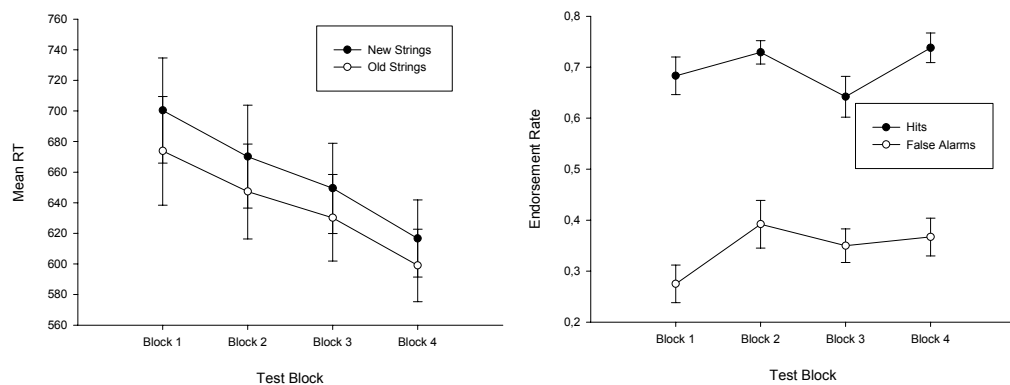 760
740
720
700
680
660
640
620
600
580
560
Mean RT
New Strings
Old Strings
Block 1 Block 2 Block 3 Block 4
Test Block
0,8
0,7
0,6
0,5
0,4
0,3
0,2
Endorsement Rate
Hits
False Alarms
Block 1 Block 2 Block 3 Block 4
Test Block